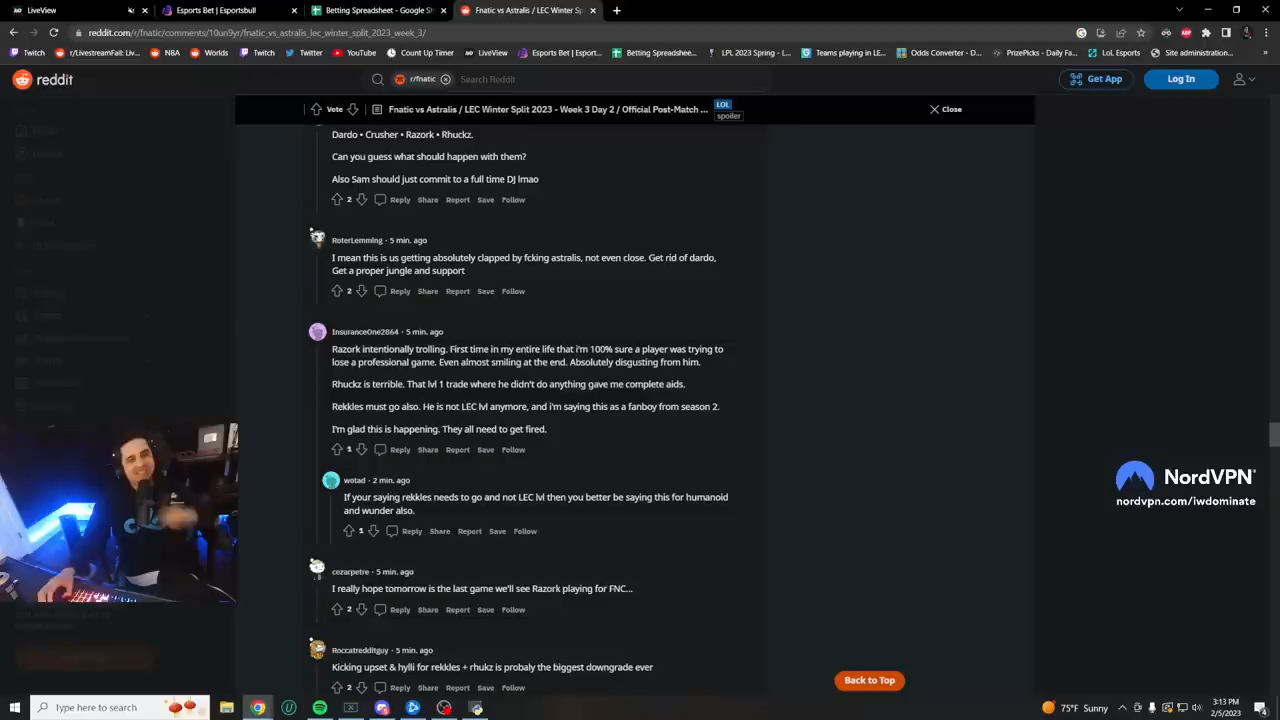 LiveView
Esports Bet | Esportsbull
Betting Spreadsheet - Google Sh
Fnatic vs Astralis / LEC Winter Sp
reddit.com/r/fnatic/comments/10un9yr/fnatic_vs_astralis_lec_winter_split_2023_week_3/
Twitch
r/LivestreamFail: Liv...
NBA
Worlds
Twitch
Twitter
YouTube
Count Up Timer
LiveView
Esports Bet | Esport...
Betting Spreadshee...
LPL 2023 Spring - L...
Teams playing in LE...
Odds Converter - D...
PrizePicks - Daily Fa...
LoL Esports
Site administration...
reddit
r/fnatic
Search Reddit
Get App
Log In
Vote
Fnatic vs Astralis / LEC Winter Split 2023 - Week 3 Day 2 / Official Post-Match ...
LOL
spoiler
Close
Dardo • Crusher • Razork • Rhuckz.
Can you guess what should happen with them?
Also Sam should just commit to a full time DJ lmao
2 Reply Share Report Save Follow
RoterLemming · 5 min. ago
I mean this is us getting absolutely clapped by fcking astralis, not even close. Get rid of dardo,
Get a proper jungle and support
2 Reply Share Report Save Follow
InsuranceOne2864 · 5 min. ago
Razork intentionally trolling. First time in my entire life that i'm 100% sure a player was trying to
lose a professional game. Even almost smiling at the end. Absolutely disgusting from him.
Rhuckz is terrible. That lvl 1 trade where he didn't do anything gave me complete aids.
Rekkles must go also. He is not LEC lvl anymore, and i'm saying this as a fanboy from season 2.
I'm glad this is happening. They all need to get fired.
1 Reply Share Report Save Follow
wotad · 2 min. ago
If your saying rekkles needs to go and not LEC lvl then you better be saying this for humanoid
and wunder also.
1 Reply Share Report Save Follow
cezarpetre · 5 min. ago
I really hope tomorrow is the last game we'll see Razork playing for FNC...
2 Reply Share Report Save Follow
Roccatredditguy · 5 min. ago
Kicking upset & hylli for rekkles + rhukz is probaly the biggest downgrade ever
2 Reply Share Report Save Follow
Back to Top
NordVPN®
nordvpn.com/iwdominate
Type here to search
75°F Sunny
3:13 PM
2/5/2023
4